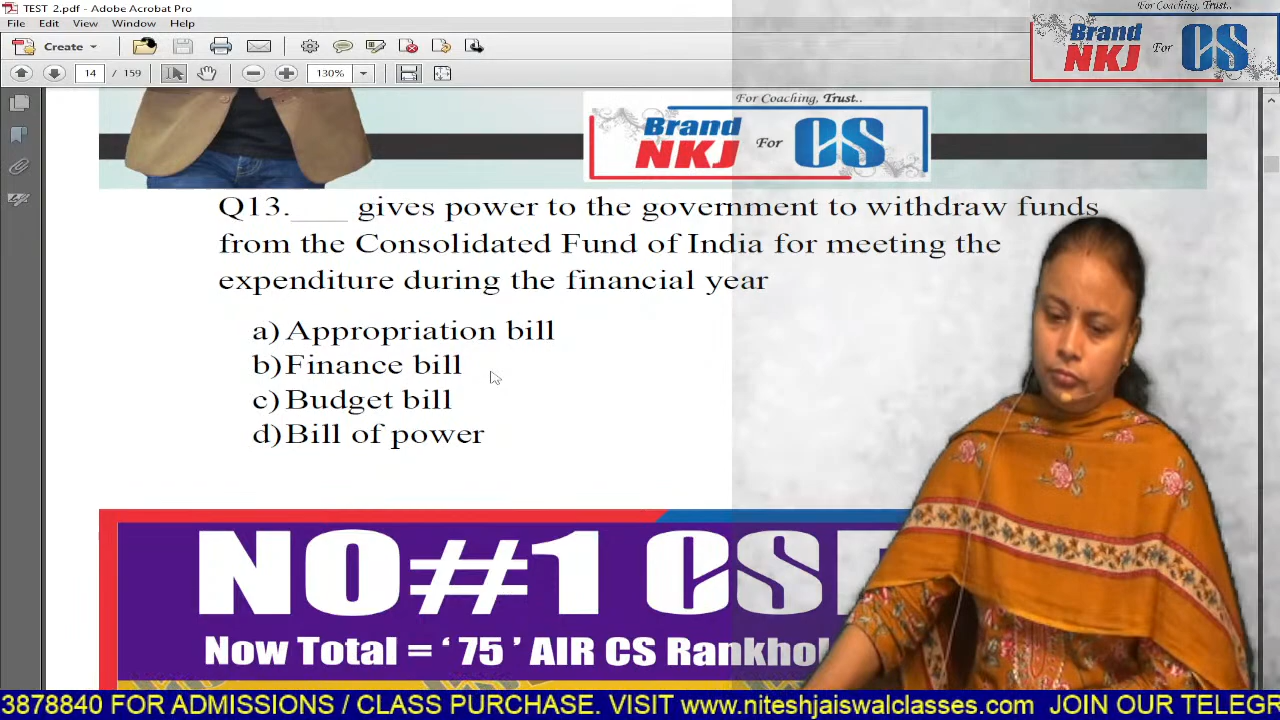 TEST 2.pdf - Adobe Acrobat Pro
File Edit View Window Help
Create
14 / 159
130%
For Coaching, Trust..
Brand NKJ For CS
For Coaching, Trust..
Brand NKJ For CS
Q13.____ gives power to the government to withdraw funds
from the Consolidated Fund of India for meeting the
expenditure during the financial year
a) Appropriation bill
b) Finance bill
c) Budget bill
d) Bill of power
NO#1 CS
Now Total = ‘ 75 ’ AIR CS
3878840 FOR ADMISSIONS / CLASS PURCHASE. VISIT www.niteshjaiswalclasses.com JOIN OUR